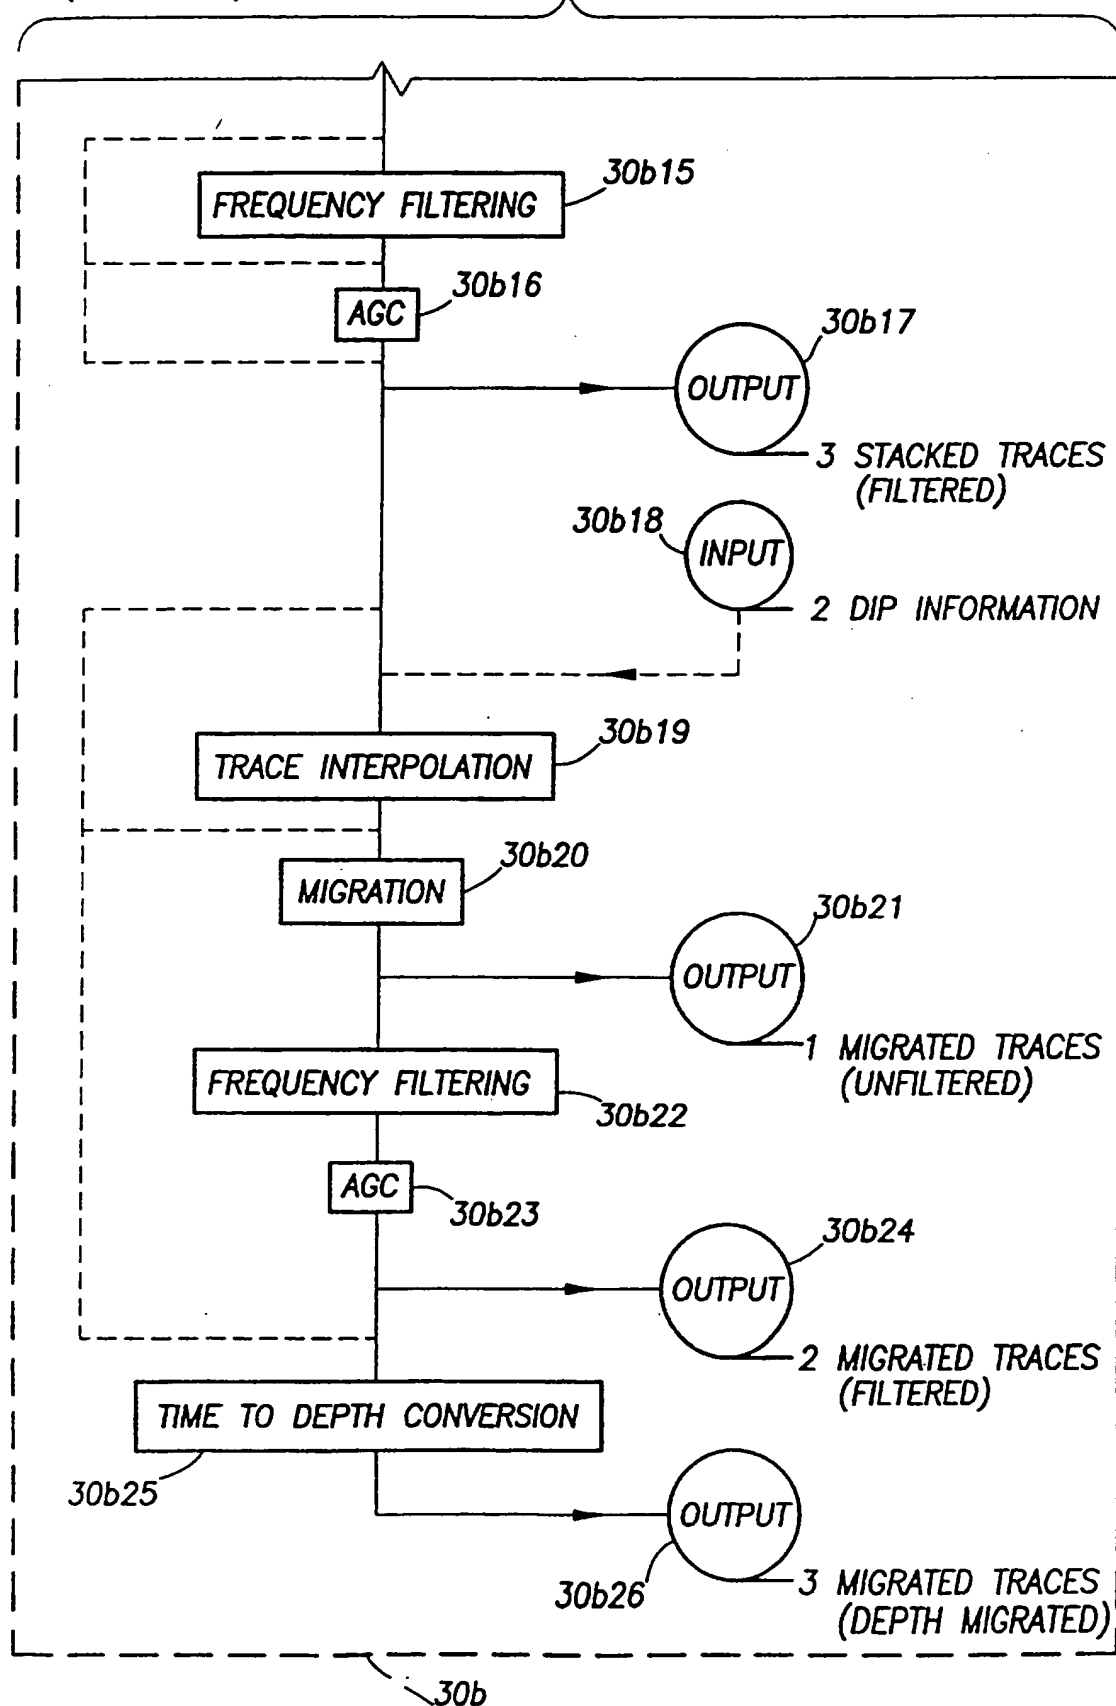 30b15
FREQUENCY FILTERING
30b16
AGC
30b17
OUTPUT
3 STACKED TRACES
(FILTERED)
30b18
INPUT
2 DIP INFORMATION
30b19
TRACE INTERPOLATION
30b20
MIGRATION
30b21
OUTPUT
1 MIGRATED TRACES
(UNFILTERED)
FREQUENCY FILTERING
30b22
AGC
30b23
30b24
OUTPUT
2 MIGRATED TRACES
(FILTERED)
TIME TO DEPTH CONVERSION
30b25
OUTPUT
30b26
3 MIGRATED TRACES
(DEPTH MIGRATED)
30b